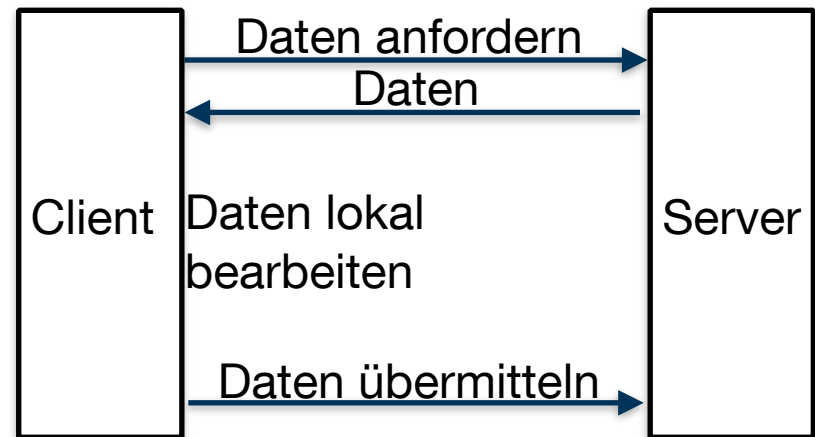 Daten anfordern
Daten
Client
Daten lokal
bearbeiten
Server
Daten übermitteln